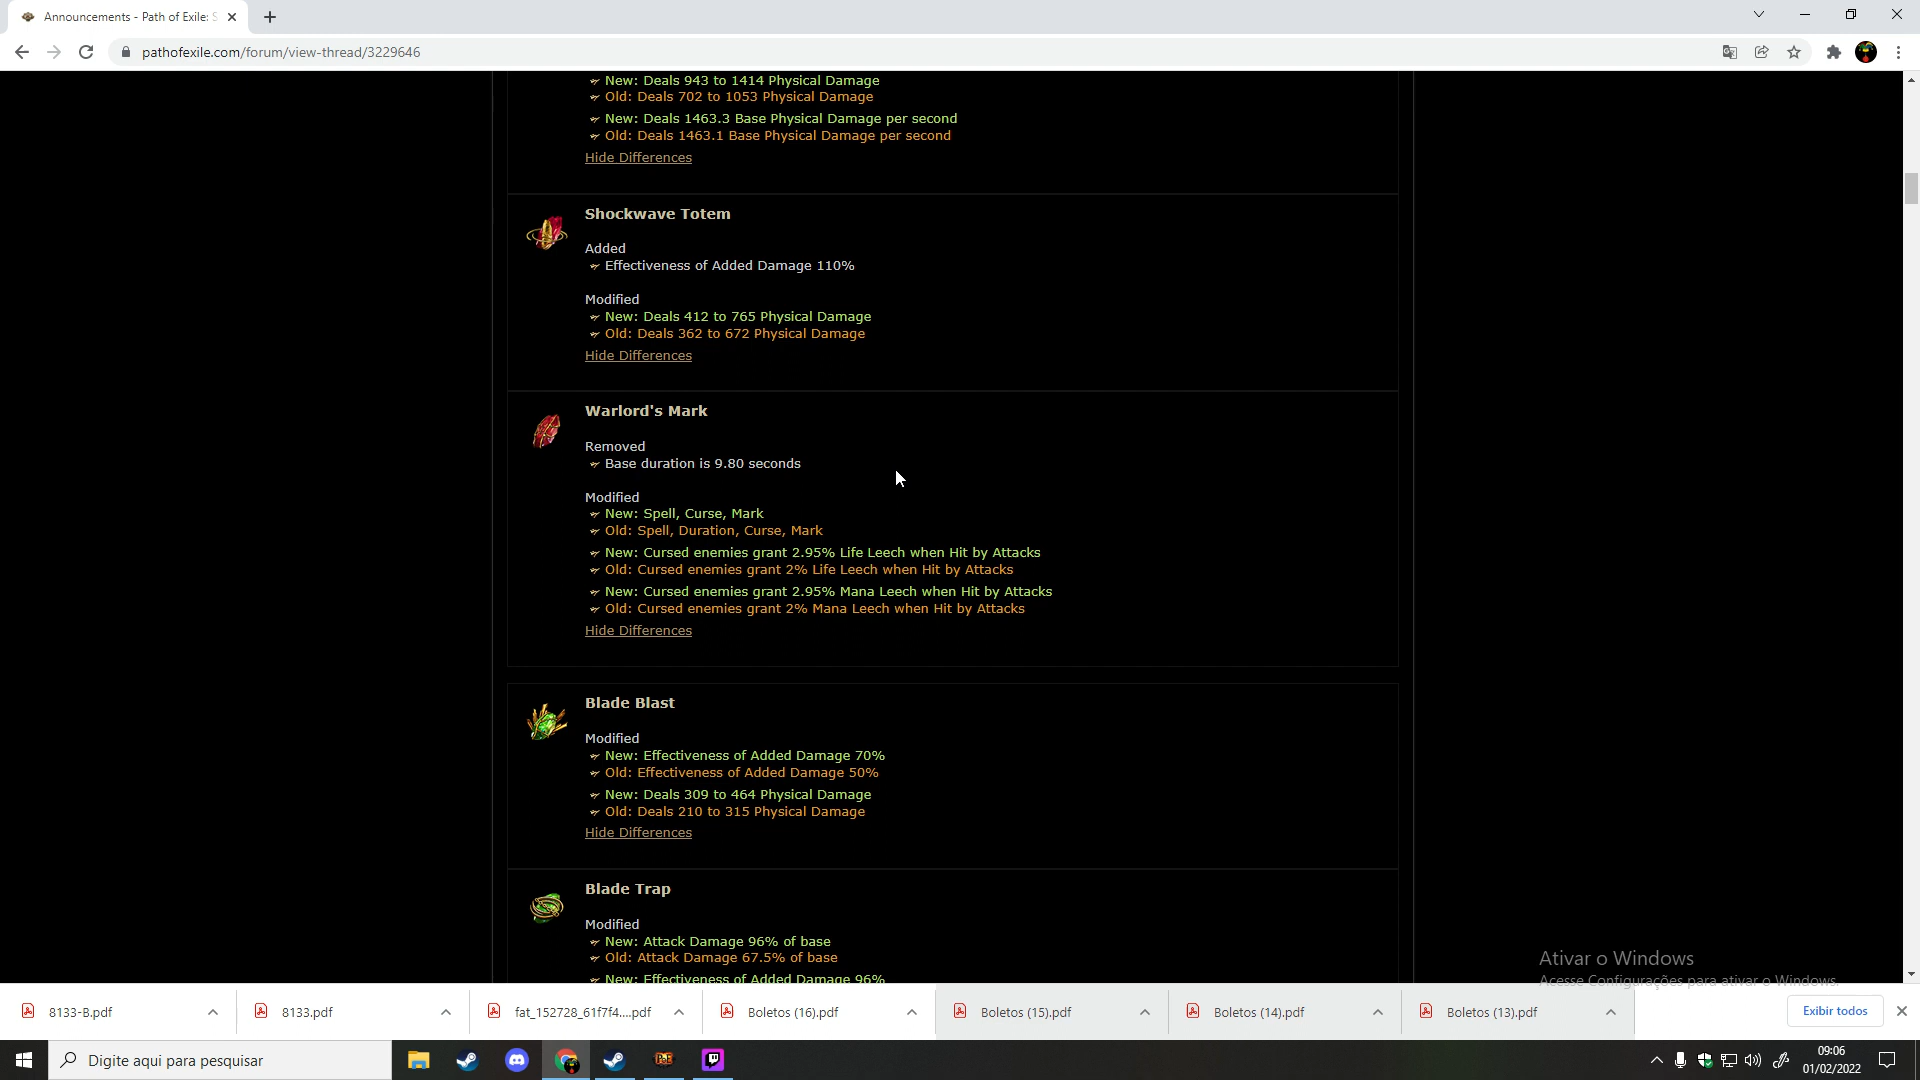 Announcements - Path of Exile: S
pathofexile.com/forum/view-thread/3229646
New: Deals 943 to 1414 Physical Damage
Old: Deals 702 to 1053 Physical Damage
New: Deals 1463.3 Base Physical Damage per second
Old: Deals 1463.1 Base Physical Damage per second
Hide Differences
Shockwave Totem
Added
Effectiveness of Added Damage 110%
Modified
New: Deals 412 to 765 Physical Damage
Old: Deals 362 to 672 Physical Damage
Hide Differences
Warlord's Mark
Removed
Base duration is 9.80 seconds
Modified
New: Spell, Curse, Mark
Old: Spell, Duration, Curse, Mark
New: Cursed enemies grant 2.95% Life Leech when Hit by Attacks
Old: Cursed enemies grant 2% Life Leech when Hit by Attacks
New: Cursed enemies grant 2.95% Mana Leech when Hit by Attacks
Old: Cursed enemies grant 2% Mana Leech when Hit by Attacks
Hide Differences
Blade Blast
Modified
New: Effectiveness of Added Damage 70%
Old: Effectiveness of Added Damage 50%
New: Deals 309 to 464 Physical Damage
Old: Deals 210 to 315 Physical Damage
Hide Differences
Blade Trap
Modified
New: Attack Damage 96% of base
Old: Attack Damage 67.5% of base
New: Effectiveness of Added Damage 96%
Ativar o Windows
Acesse Configurações para ativar o Windows.
8133-B.pdf
8133.pdf
fat_152728_61f7f4....pdf
Boletos (16).pdf
Boletos (15).pdf
Boletos (14).pdf
Boletos (13).pdf
Exibir todos
Digite aqui para pesquisar
PoE
09:06
01/02/2022